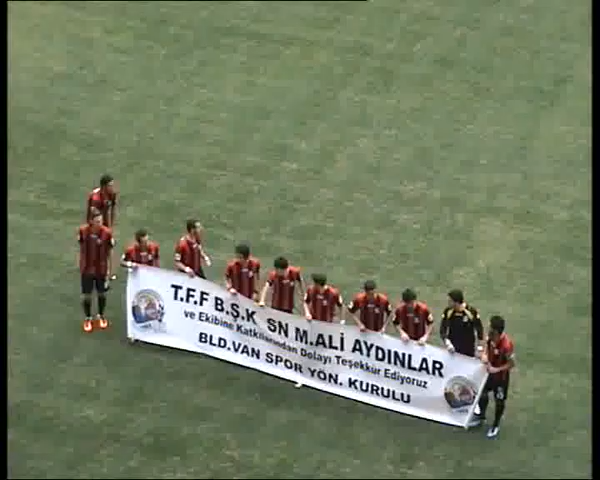 T.F.F B.Ş.K SN M.ALİ AYDINLAR
ve Ekibine Katkılarından Dolayı Teşekkür Ediyoruz
BLD.VAN SPOR YÖN. KURULU